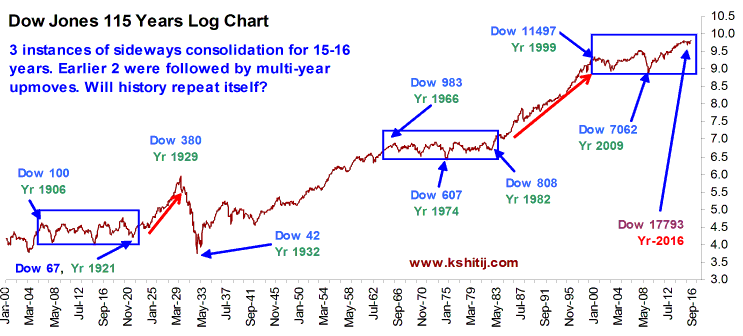 Dow Jones 115 Years Log Chart
3 instances of sideways consolidation for 15-16
years. Earlier 2 were followed by multi-year
upmoves. Will history repeat itself?
Dow 11497
Yr 1999
Dow 983
Yr 1966
Dow 380
Yr 1929
Dow 100
Yr 1906
Dow 7062
Yr 2009
Dow 607
Yr 1974
Dow 808
Yr 1982
Dow 17793
Yr-2016
Dow 42
Yr 1932
Dow 67, Yr 1921
www.kshitij.com
10.5
10.0
9.5
9.0
8.5
8.0
7.5
7.0
6.5
6.0
5.5
5.0
4.5
4.0
3.5
3.0
Jan-00
Mar-04
May-08
Jul-12
Sep-16
Nov-20
Jan-25
Mar-29
May-33
Jul-37
Sep-41
Nov-45
Jan-50
Mar-54
May-58
Jul-62
Sep-66
Nov-70
Jan-75
Mar-79
May-83
Jul-87
Sep-91
Nov-95
Jan-00
Mar-04
May-08
Jul-12
Sep-16